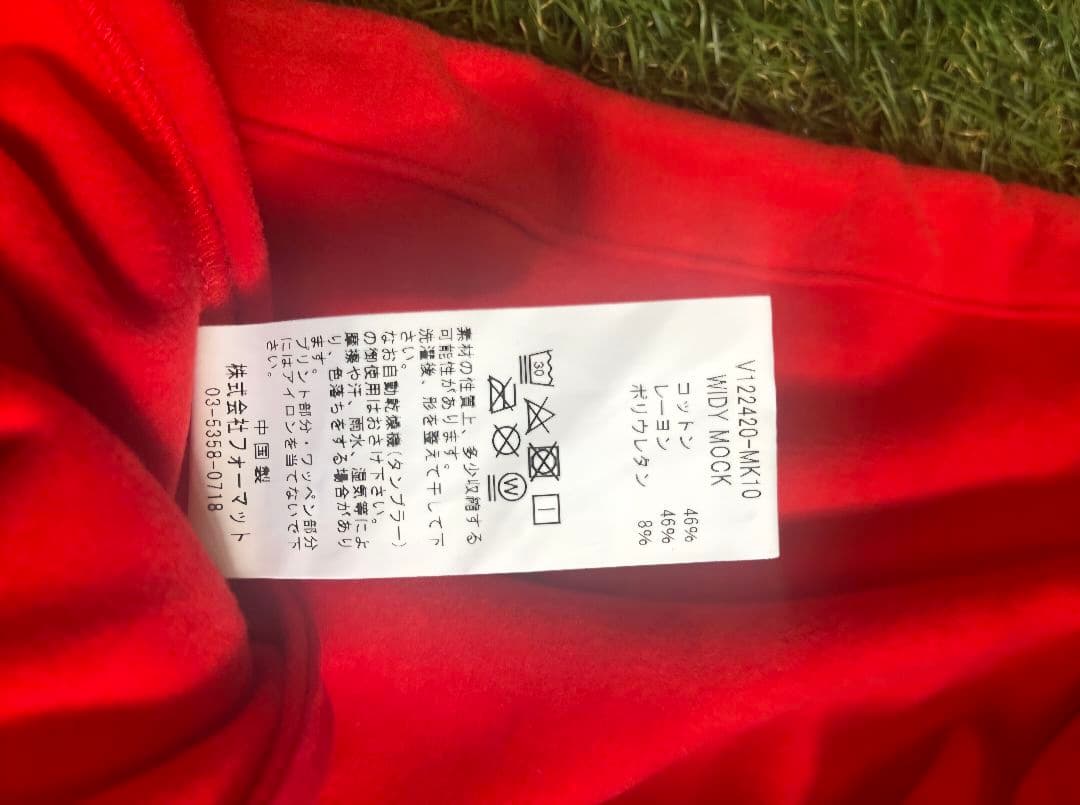 V122420-MK10
WIDY MOCK
コットン 46%
レーヨン 46%
ポリウレタン 8%
30
W
素材の性質上、多少収縮する
可能性があります。
洗濯後、形を整えて干して下
さい。
なお自動乾燥機(タンブラー)
の御使用はおさけ下さい。
摩擦や汗、雨水、湿気等によ
り、色落ちをする場合があり
ます。
プリント部分・ワッペン部分
にはアイロンを当てないで下
さい。
中国製
株式会社フォーマット
03-5358-0718